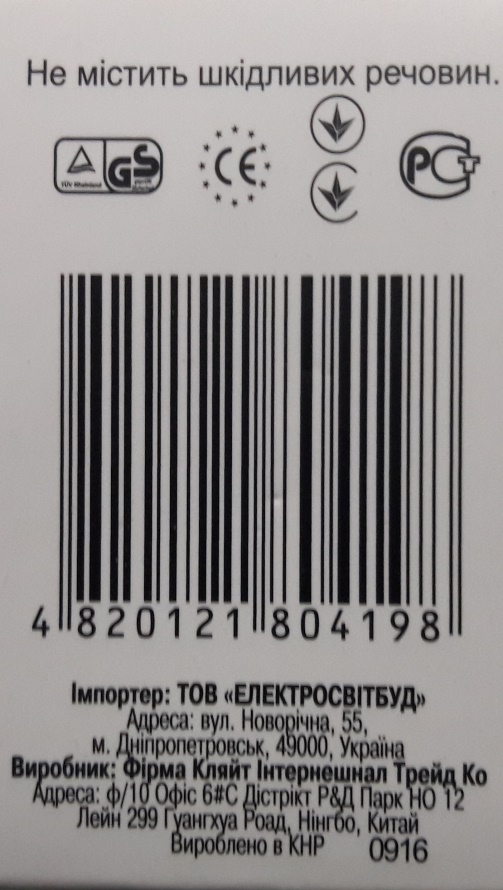 Не містить шкідливих речовин.
TÜV Rheinland GS CE РСТ
4 820121 804198
Імпортер: ТОВ «ЕЛЕКТРОСВІТБУД»
Адреса: вул. Новорічна, 55,
м. Дніпропетровськ, 49000, Україна
Виробник: Фірма Кляйт Інтернешнал Трейд Ко
Адреса: ф/10 Офіс 6#С Дістрікт Р&Д Парк НО 12
Лейн 299 Гуангхуа Роад, Нінгбо, Китай
Вироблено в КНР 0916